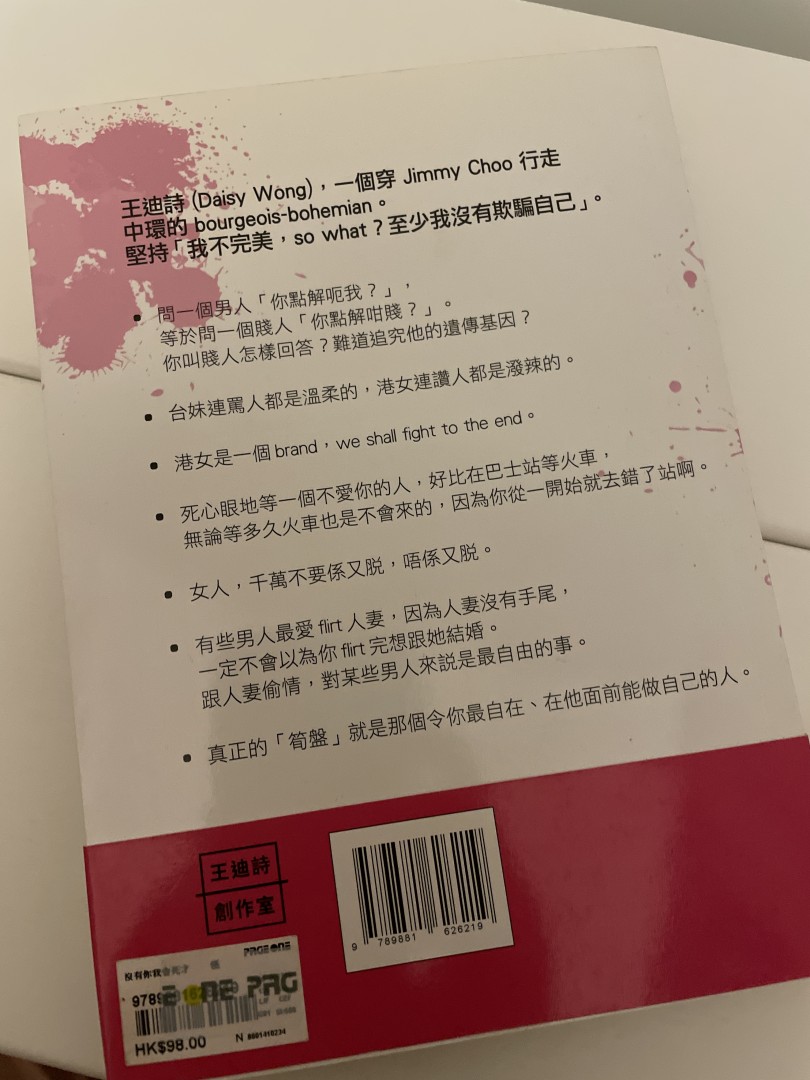 王迪詩 (Daisy Wong)，一個穿 Jimmy Choo 行走
中環的 bourgeois-bohemian。
堅持「我不完美，so what？至少我沒有欺騙自己」。
• 問一個男人「你點解呃我？」，
等於問一個賤人「你點解咁賤？」。
你叫賤人怎樣回答？難道追究他的遺傳基因？
• 台妹連罵人都是溫柔的，港女連讚人都是潑辣的。
• 港女是一個brand，we shall fight to the end。
• 死心眼地等一個不愛你的人，好比在巴士站等火車，
無論等多久火車也是不會來的，因為你從一開始就去錯了站啊。
• 女人，千萬不要係又脫，唔係又脫。
• 有些男人最愛 flirt 人妻，因為人妻沒有手尾，
一定不會以為你 flirt 完想跟她結婚。
跟人妻偷情，對某些男人來說是最自由的事。
• 真正的「筍盤」就是那個令你最自在、在他面前能做自己的人。
王迪詩
創作室
9 789881 626219
PAGE ONE
沒有你我
9789
HK$98.00
N